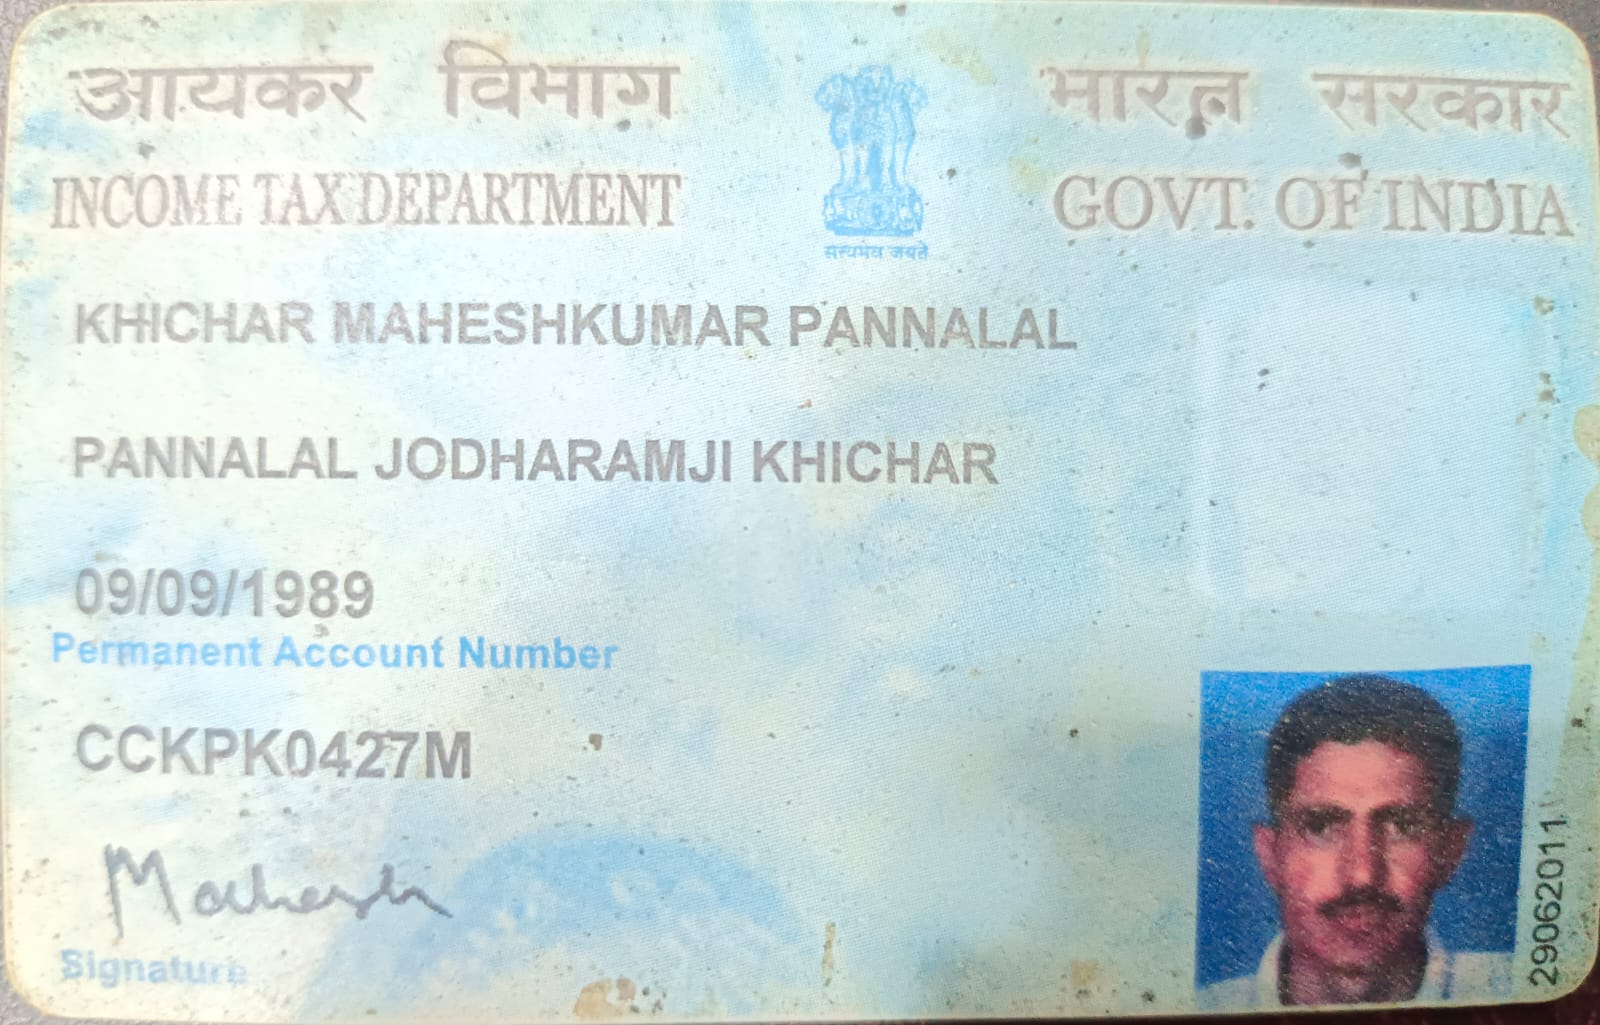 आयकर विभाग
INCOME TAX DEPARTMENT
भारत सरकार
GOVT. OF INDIA
सत्यमेव जयते
KHICHAR MAHESHKUMAR PANNALAL
PANNALAL JODHARAMJI KHICHAR
09/09/1989
Permanent Account Number
CCKPK0427M
Mahesh
Signature
29062011